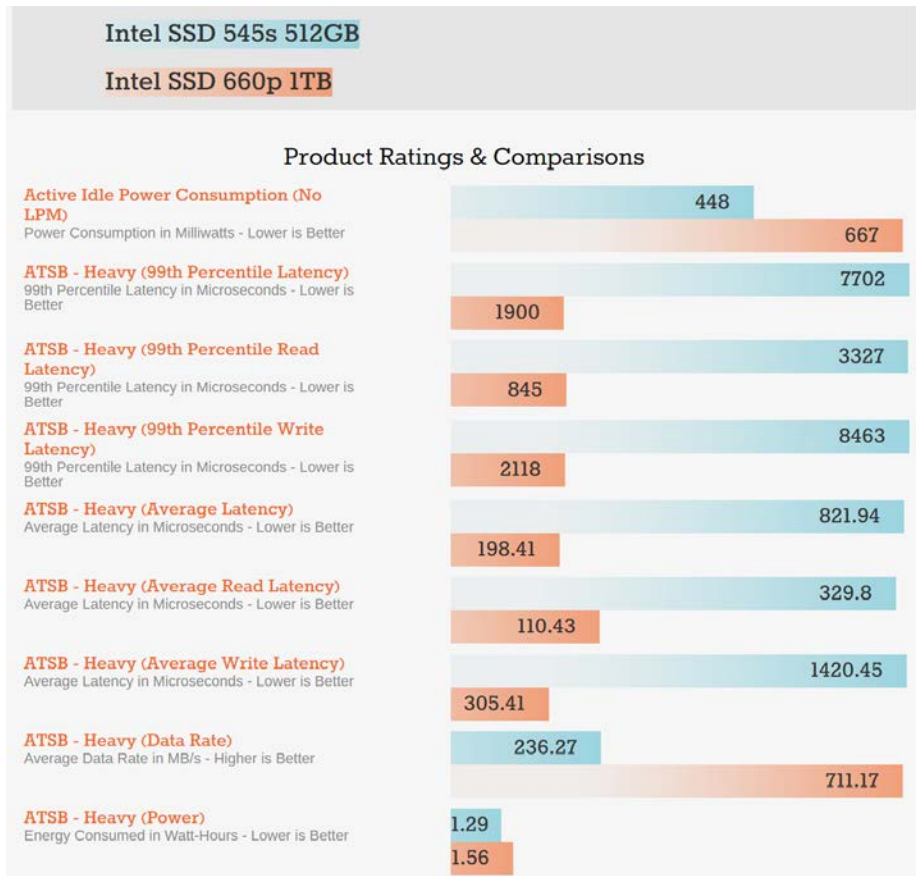 Intel SSD 545s 512GB
Intel SSD 660p 1TB
Product Ratings & Comparisons
Active Idle Power Consumption (No
LPM)
Power Consumption in Milliwatts - Lower is Better
448
667
ATSB - Heavy (99th Percentile Latency)
99th Percentile Latency in Microseconds - Lower is
Better
7702
1900
ATSB - Heavy (99th Percentile Read
Latency)
99th Percentile Latency in Microseconds - Lower is
Better
3327
845
ATSB - Heavy (99th Percentile Write
Latency)
99th Percentile Latency in Microseconds - Lower is
Better
8463
2118
ATSB - Heavy (Average Latency)
Average Latency in Microseconds - Lower is Better
821.94
198.41
ATSB - Heavy (Average Read Latency)
Average Latency in Microseconds - Lower is Better
329.8
110.43
ATSB - Heavy (Average Write Latency)
Average Latency in Microseconds - Lower is Better
1420.45
305.41
ATSB - Heavy (Data Rate)
Average Data Rate in MB/s - Higher is Better
236.27
711.17
ATSB - Heavy (Power)
Energy Consumed in Watt-Hours - Lower is Better
1.29
1.56